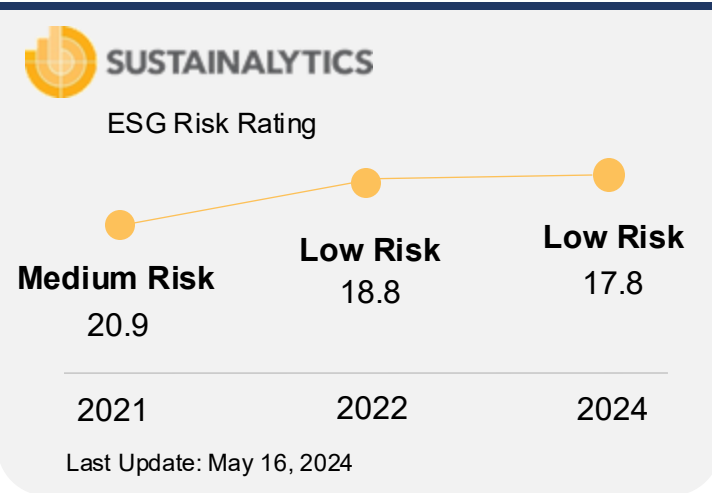 SUSTAINALYTICS
ESG Risk Rating
Medium Risk
20.9
Low Risk
18.8
Low Risk
17.8
2021
2022
2024
Last Update: May 16, 2024